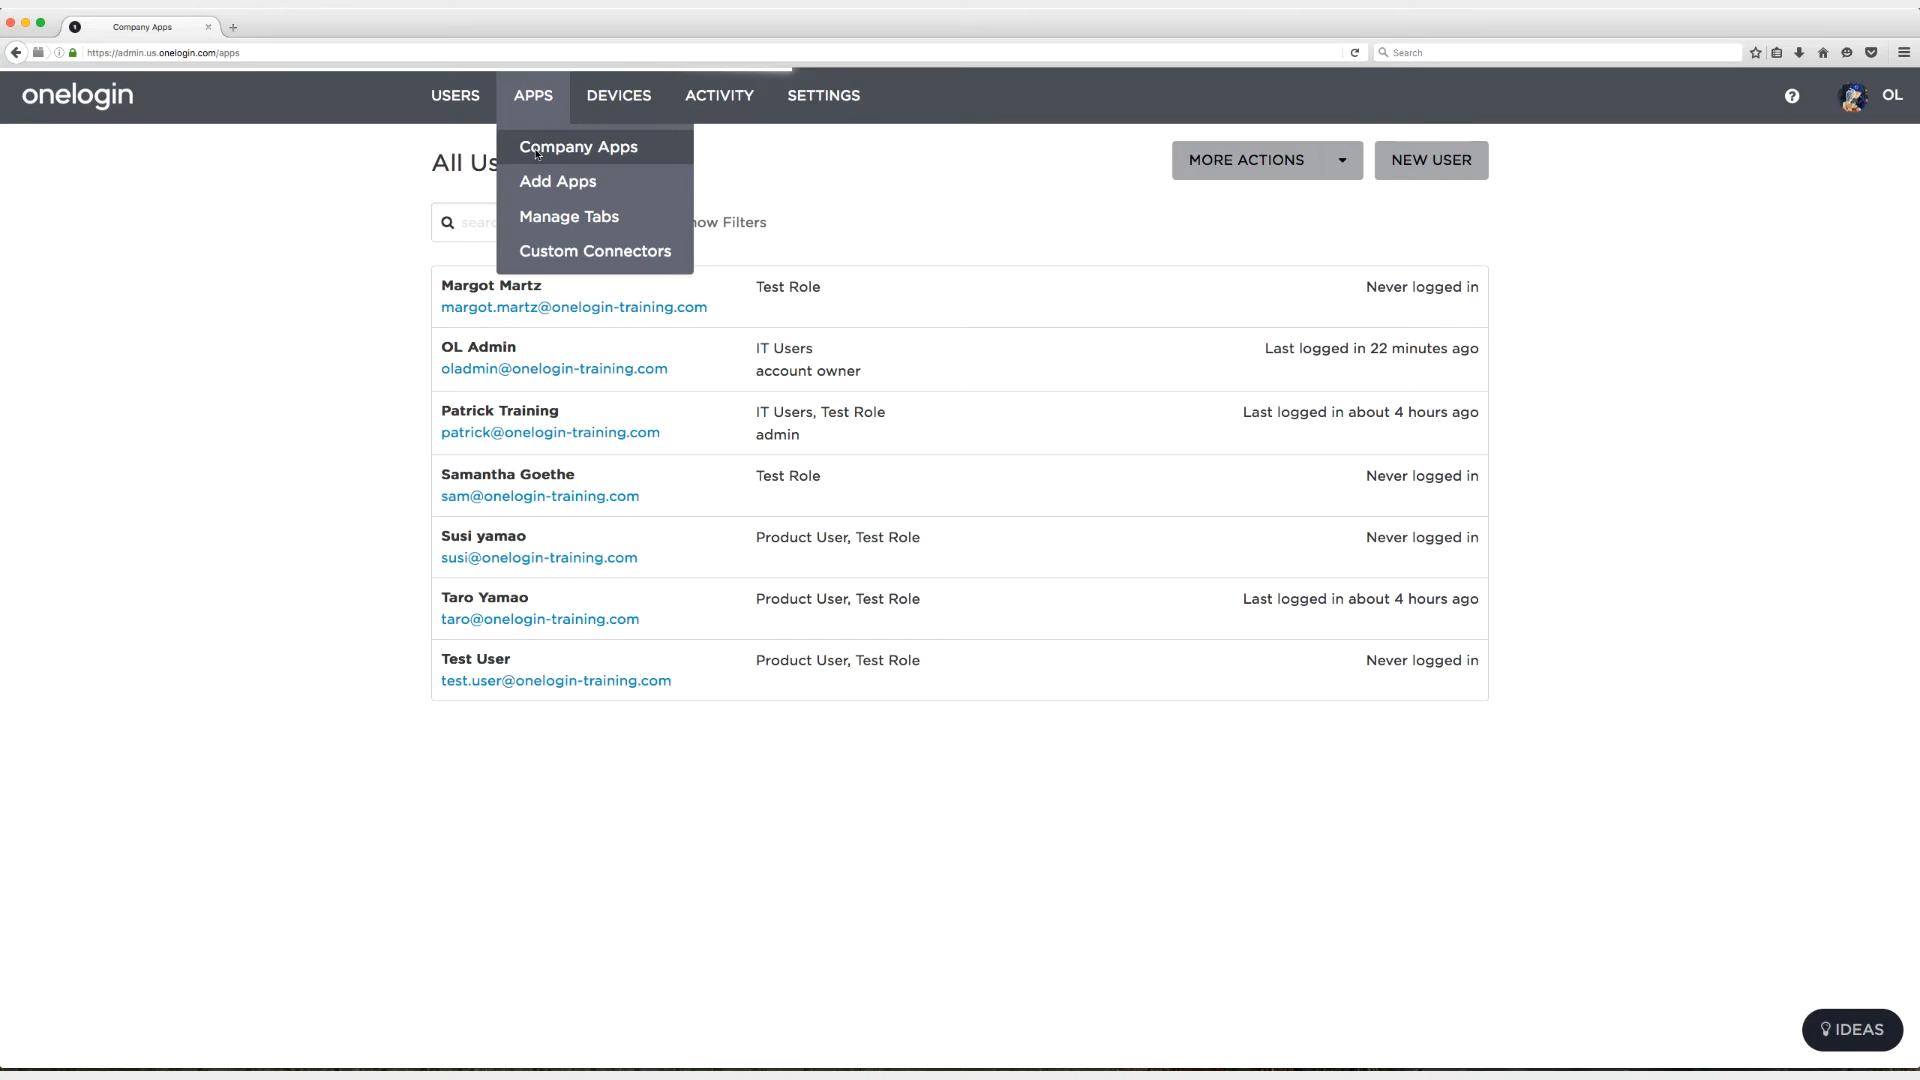 Company Apps
https://admin.us.onelogin.com/apps
Search
onelogin
USERS
APPS
DEVICES
ACTIVITY
SETTINGS
OL
Company Apps
Add Apps
Manage Tabs
Custom Connectors
MORE ACTIONS
NEW USER
Filters
Margot Martz
margot.martz@onelogin-training.com
Test Role
Never logged in
OL Admin
oladmin@onelogin-training.com
IT Users
account owner
Last logged in 22 minutes ago
Patrick Training
patrick@onelogin-training.com
IT Users, Test Role
admin
Last logged in about 4 hours ago
Samantha Goethe
sam@onelogin-training.com
Test Role
Never logged in
Susi yamao
susi@onelogin-training.com
Product User, Test Role
Never logged in
Taro Yamao
taro@onelogin-training.com
Product User, Test Role
Last logged in about 4 hours ago
Test User
test.user@onelogin-training.com
Product User, Test Role
Never logged in
IDEAS